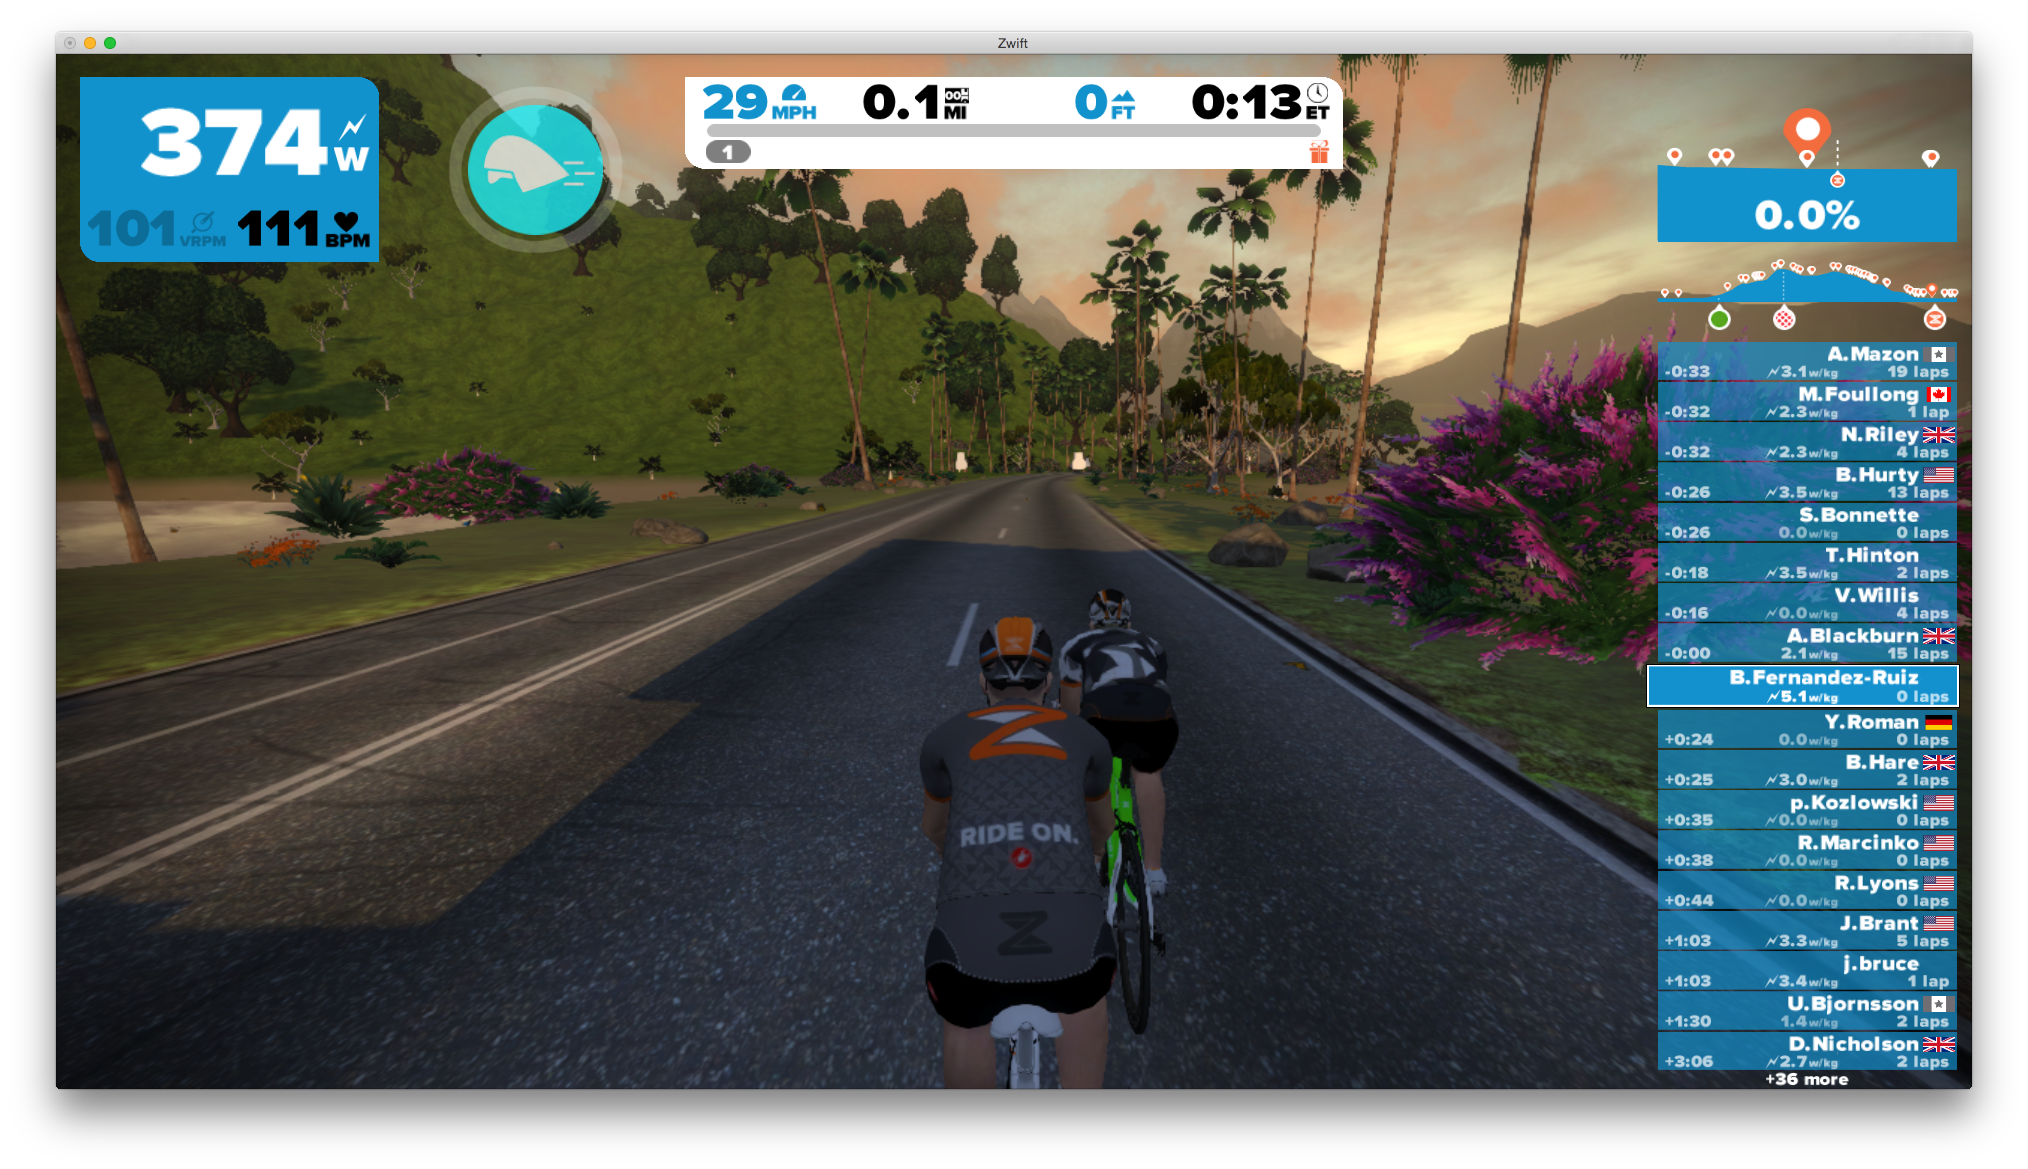 Zwift
374 W
101 VRPM 111 BPM
29 MPH 0.1 MI 0 FT 0:13 ET
1
0.0%
A.Mazon
-0:33 3.1 w/kg 19 laps
M.Foullong
-0:32 2.3 w/kg 1 lap
N.Riley
-0:32 2.3 w/kg 4 laps
B.Hurty
-0:26 3.5 w/kg 13 laps
S.Bonnette
-0:26 0.0 w/kg 0 laps
T.Hinton
-0:18 3.5 w/kg 2 laps
V.Willis
-0:16 0.0 w/kg 4 laps
A.Blackburn
-0:00 2.1 w/kg 15 laps
B.Fernandez-Ruiz
5.1 w/kg 0 laps
Y.Roman
+0:24 0.0 w/kg 0 laps
B.Hare
+0:25 3.0 w/kg 2 laps
p.Kozlowski
+0:35 0.0 w/kg 0 laps
R.Marcinko
+0:38 0.0 w/kg 0 laps
R.Lyons
+0:44 0.0 w/kg 0 laps
J.Brant
+1:03 3.3 w/kg 5 laps
j.bruce
+1:03 3.4 w/kg 1 lap
U.Bjornsson
+1:30 1.4 w/kg 2 laps
D.Nicholson
+3:06 2.7 w/kg 2 laps
+36 more
Z
RIDE ON.
Z